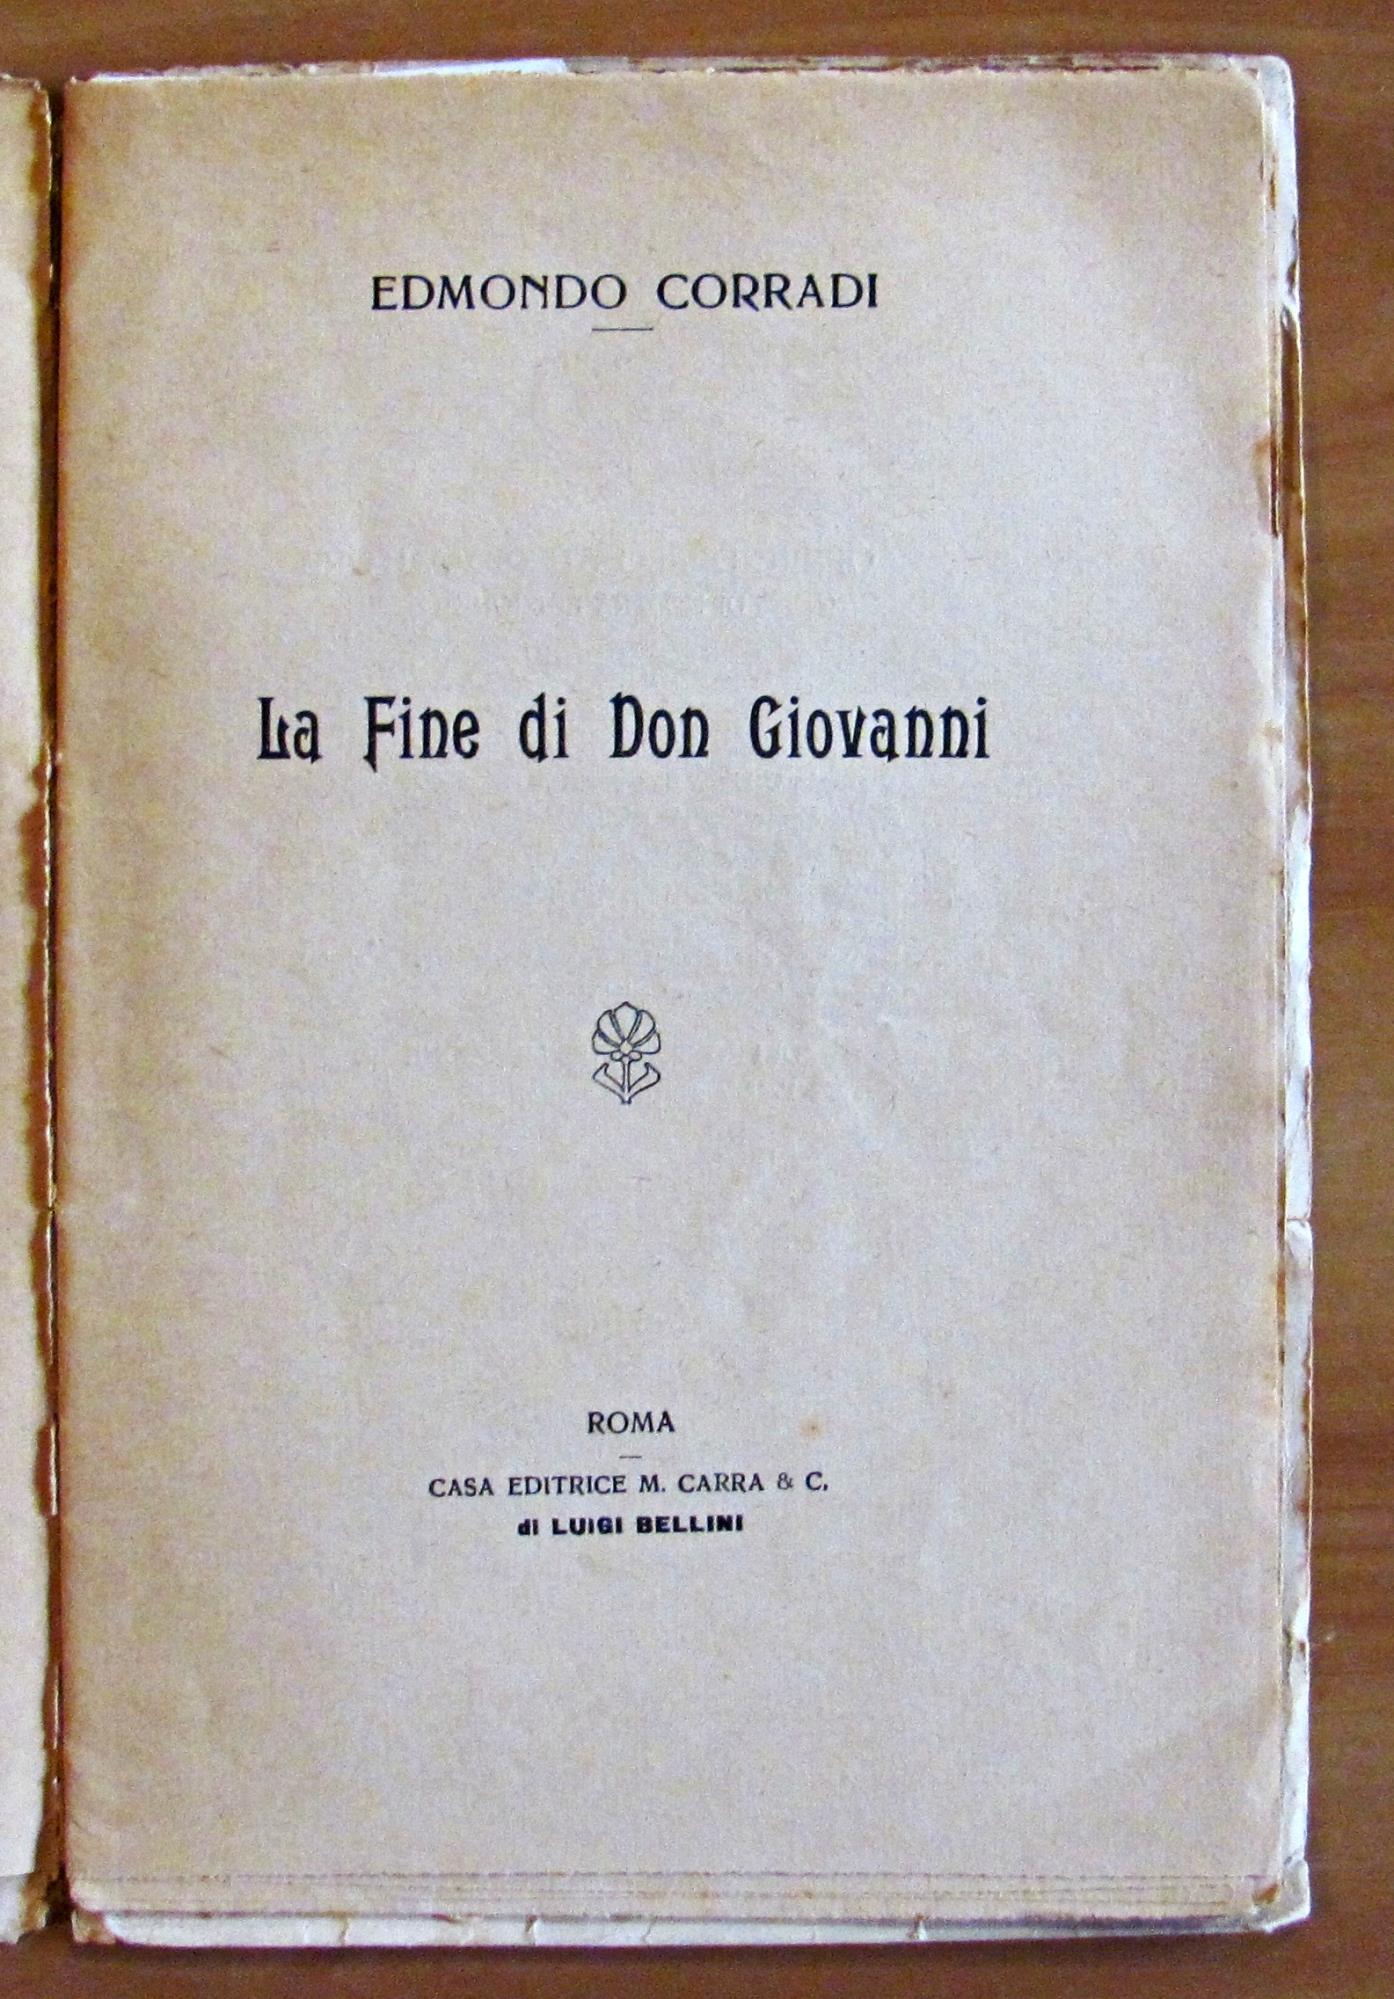 EDMONDO CORRADI
La Fine di Don Giovanni
ROMA
CASA EDITRICE M. CARRA & C.
di LUIGI BELLINI